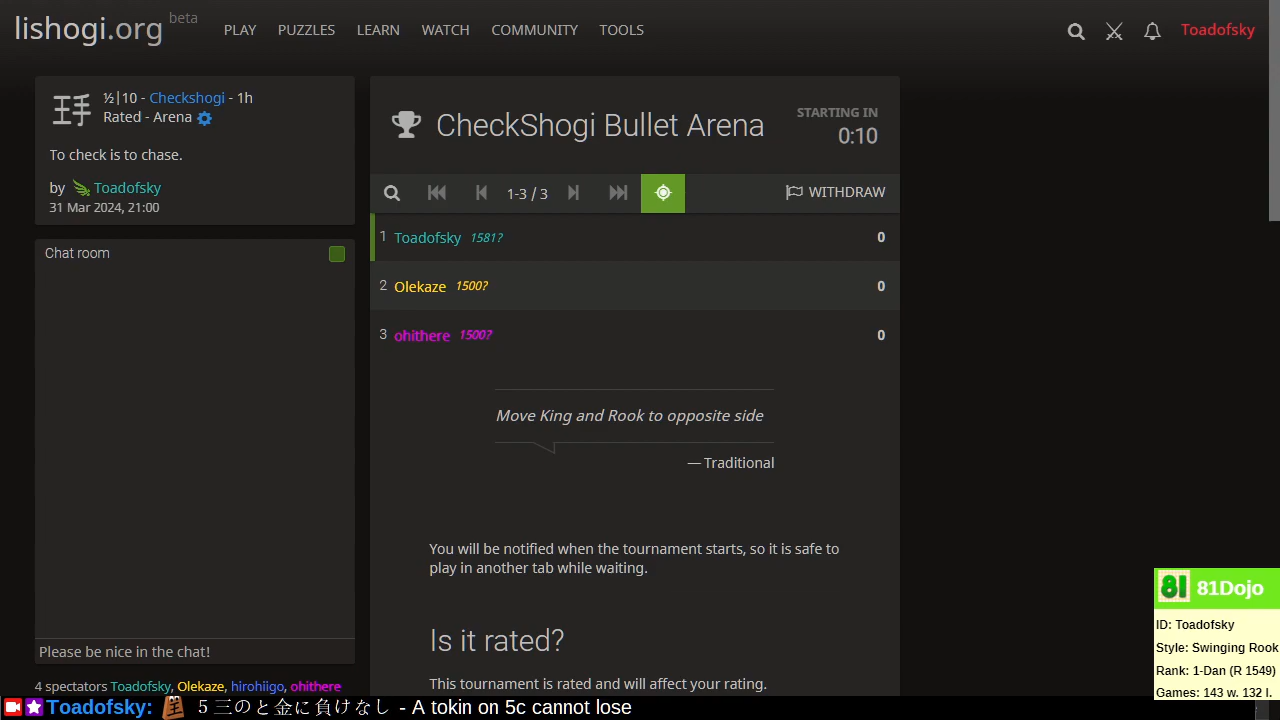 lishogi.org beta
PLAY PUZZLES LEARN WATCH COMMUNITY TOOLS
Toadofsky
½|10 - Checkshogi - 1h
Rated - Arena
To check is to chase.
by Toadofsky
31 Mar 2024, 21:00
Chat room
Please be nice in the chat!
4 spectators Toadofsky, Olekaze, hirohiigo, ohithere
CheckShogi Bullet Arena
STARTING IN
0:10
1-3 / 3
WITHDRAW
1 Toadofsky 1581? 0
2 Olekaze 1500? 0
3 ohithere 1500? 0
Move King and Rook to opposite side
— Traditional
You will be notified when the tournament starts, so it is safe to
play in another tab while waiting.
Is it rated?
This tournament is rated and will affect your rating.
81 81Dojo
ID: Toadofsky
Style: Swinging Rook
Rank: 1-Dan (R 1549)
Games: 143 w. 132 l.
Toadofsky: 5三のと金に負けなし - A tokin on 5c cannot lose